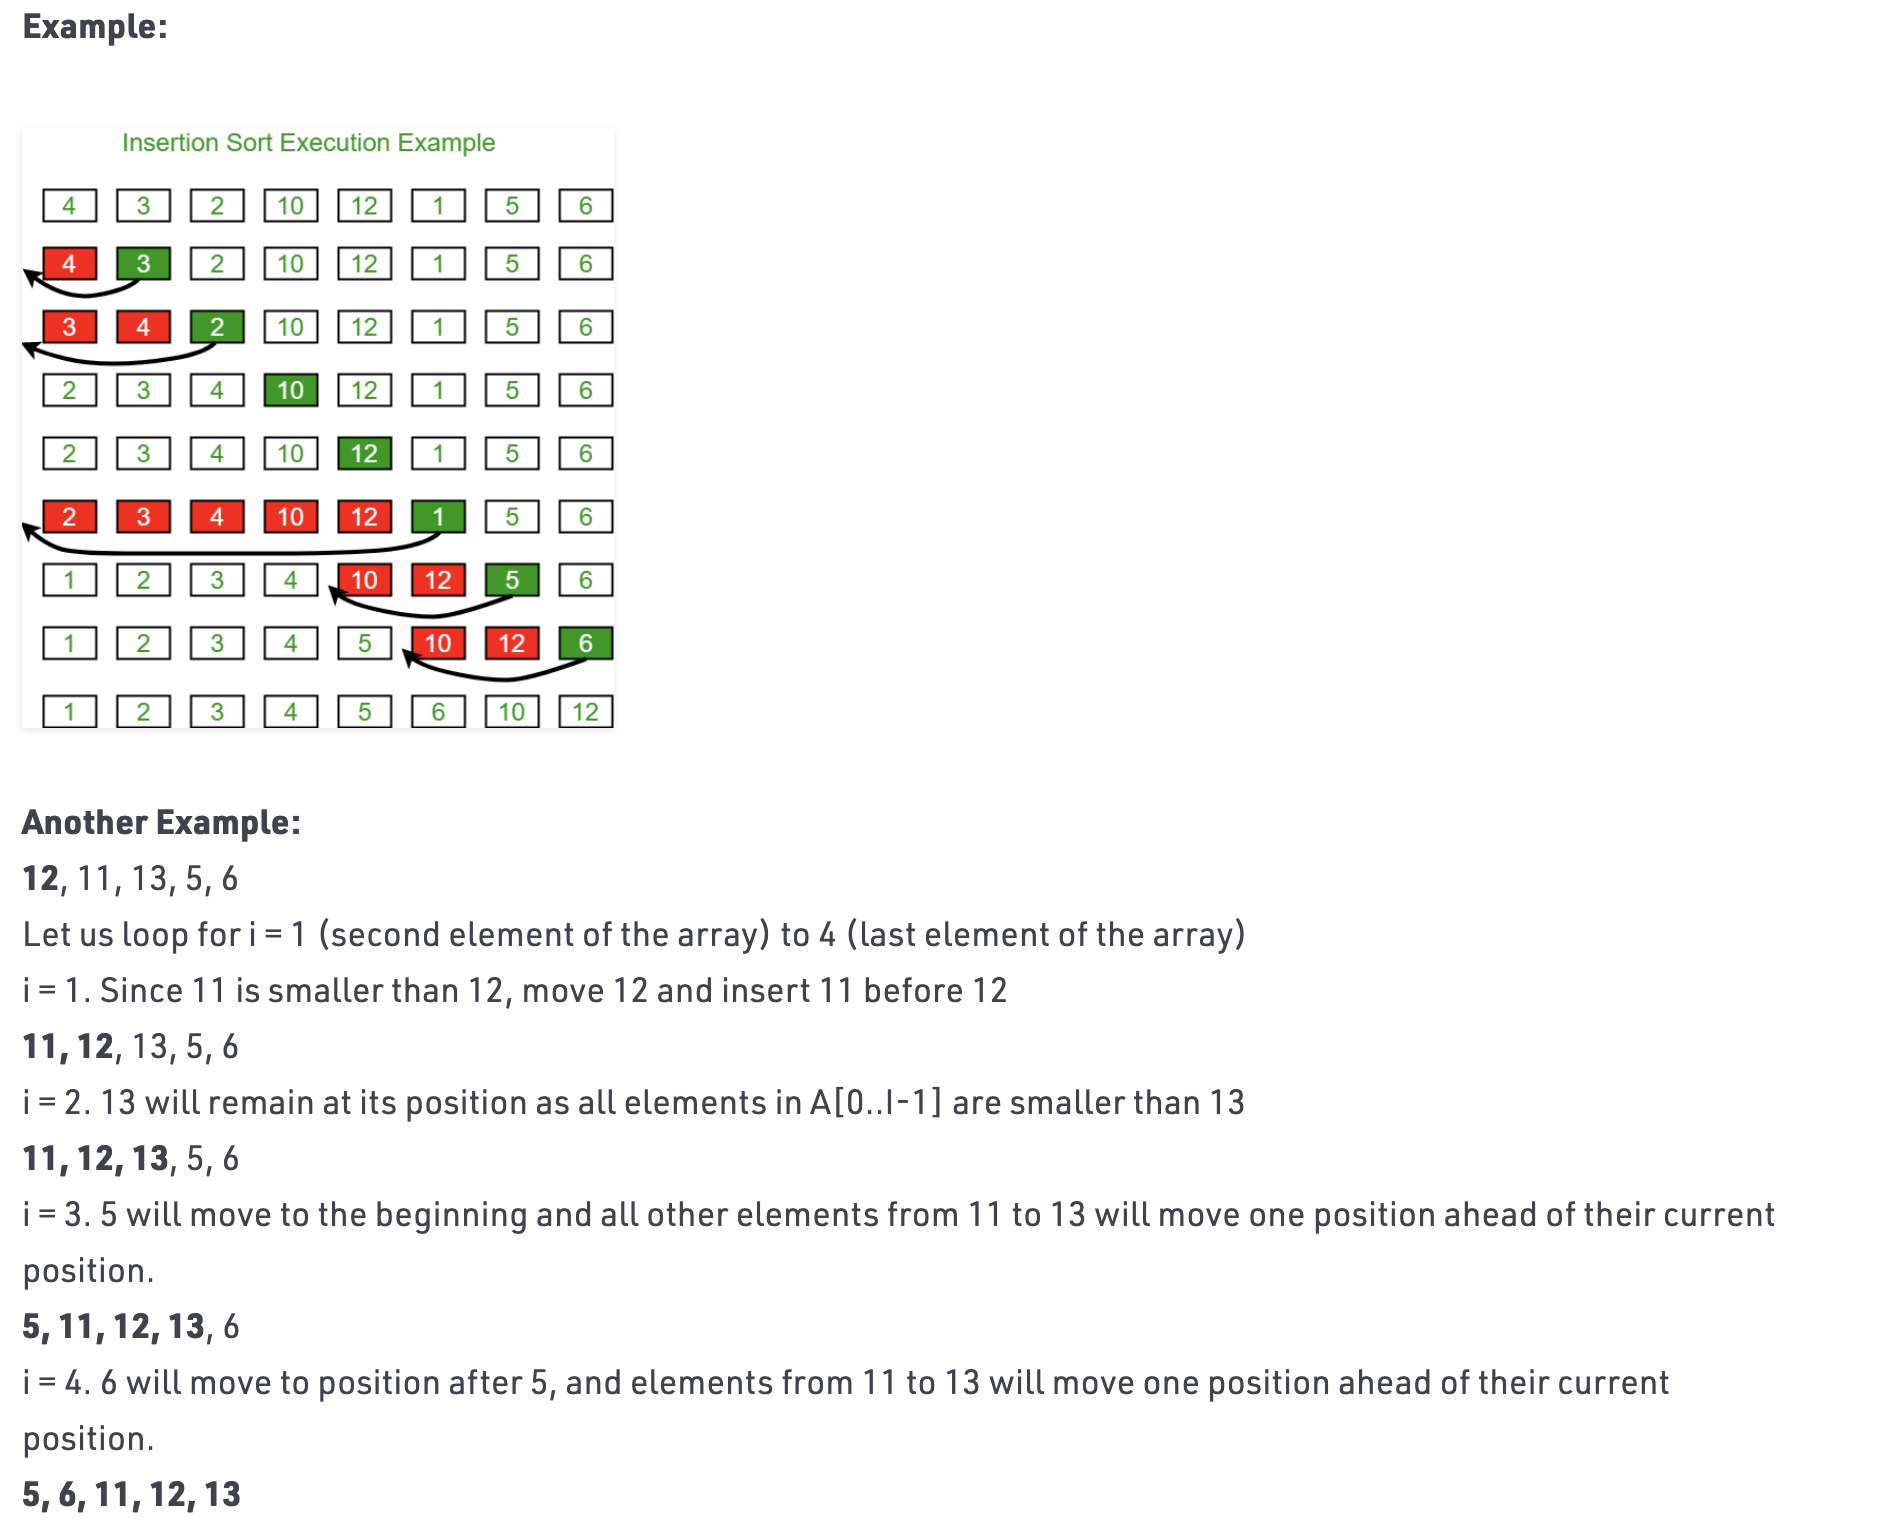 Example:
Insertion Sort Execution Example
4 3 2 10 12 1 5 6
4 3 2 10 12 1 5 6
3 4 2 10 12 1 5 6
2 3 4 10 12 1 5 6
2 3 4 10 12 1 5 6
2 3 4 10 12 1 5 6
1 2 3 4 10 12 5 6
1 2 3 4 5 10 12 6
1 2 3 4 5 6 10 12
Another Example:
12, 11, 13, 5, 6
Let us loop for i = 1 (second element of the array) to 4 (last element of the array)
i = 1. Since 11 is smaller than 12, move 12 and insert 11 before 12
11, 12, 13, 5, 6
i = 2. 13 will remain at its position as all elements in A[0..I-1] are smaller than 13
11, 12, 13, 5, 6
i = 3. 5 will move to the beginning and all other elements from 11 to 13 will move one position ahead of their current
position.
5, 11, 12, 13, 6
i = 4. 6 will move to position after 5, and elements from 11 to 13 will move one position ahead of their current
position.
5, 6, 11, 12, 13